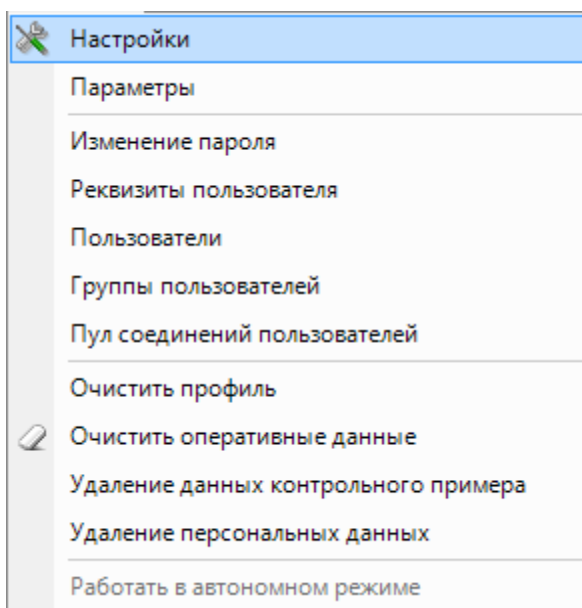 Настройки
Параметры
Изменение пароля
Реквизиты пользователя
Пользователи
Группы пользователей
Пул соединений пользователей
Очистить профиль
Очистить оперативные данные
Удаление данных контрольного примера
Удаление персональных данных
Работать в автономном режиме